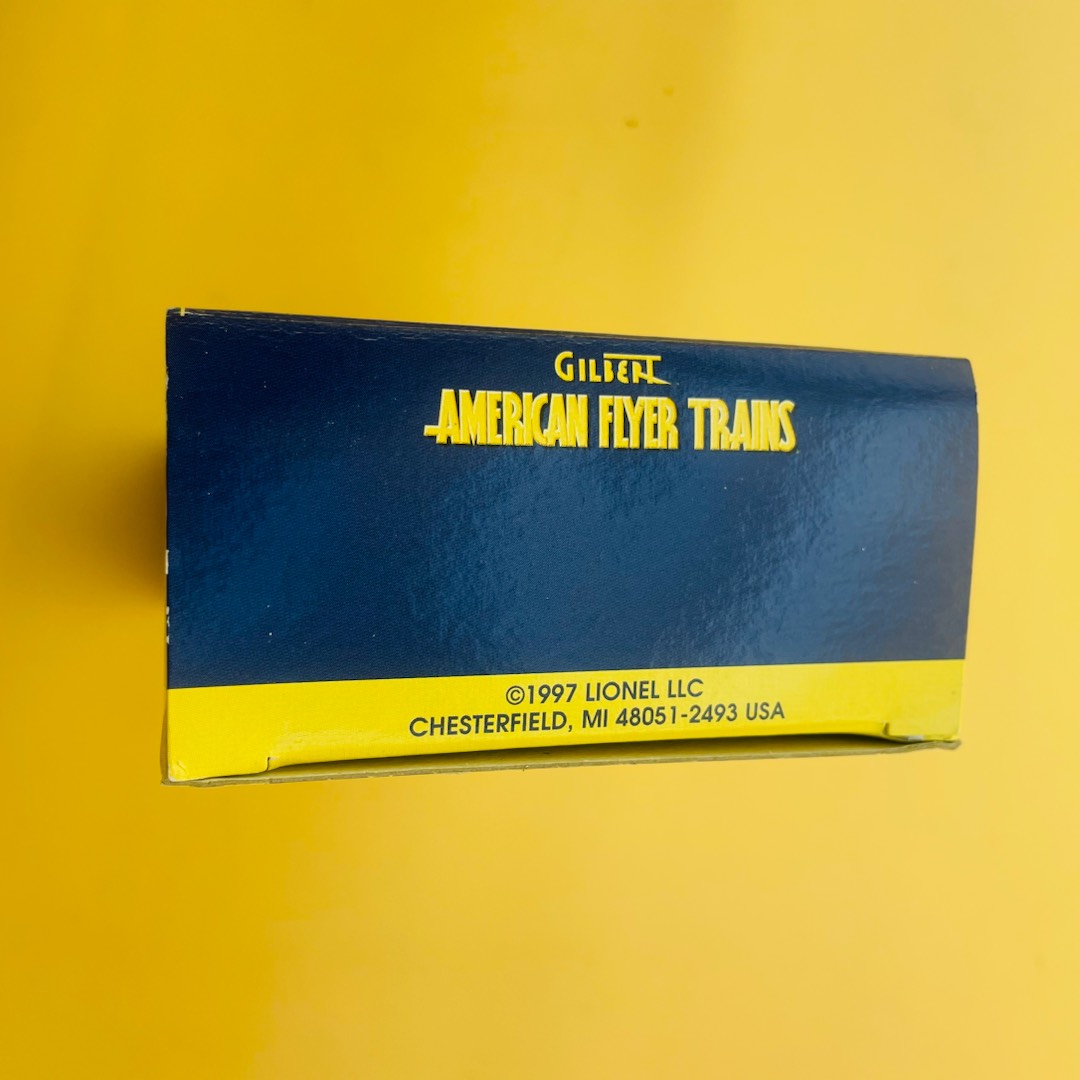 GILBERT
AMERICAN FLYER TRAINS
©1997 LIONEL LLC
CHESTERFIELD, MI 48051-2493 USA